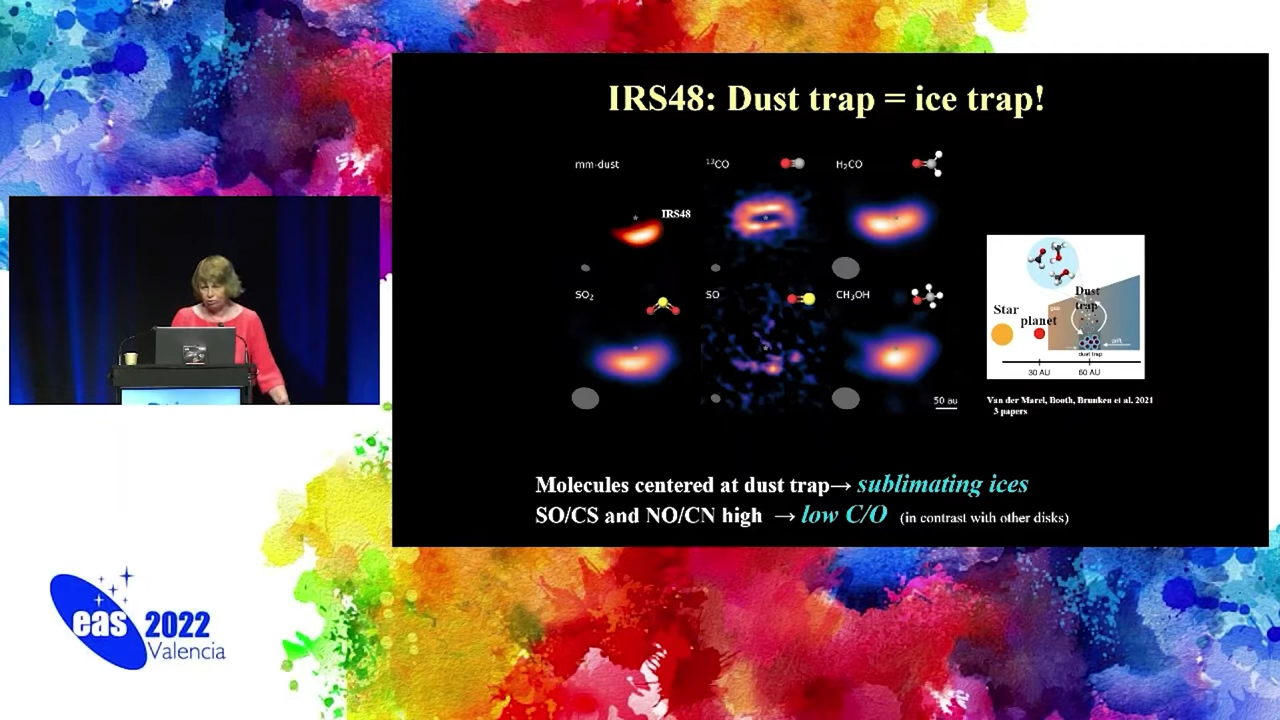 IRS48: Dust trap = ice trap!
mm-dust
¹³CO
H₂CO
IRS48
SO₂
SO
CH₃OH
50 au
Dust
trap
Star
planet
gas
drift
dust trap
30 AU
60 AU
Van der Marel, Booth, Brunken et al. 2021
3 papers
Molecules centered at dust trap→ sublimating ices
SO/CS and NO/CN high → low C/O (in contrast with other disks)
eas 2022
Valencia